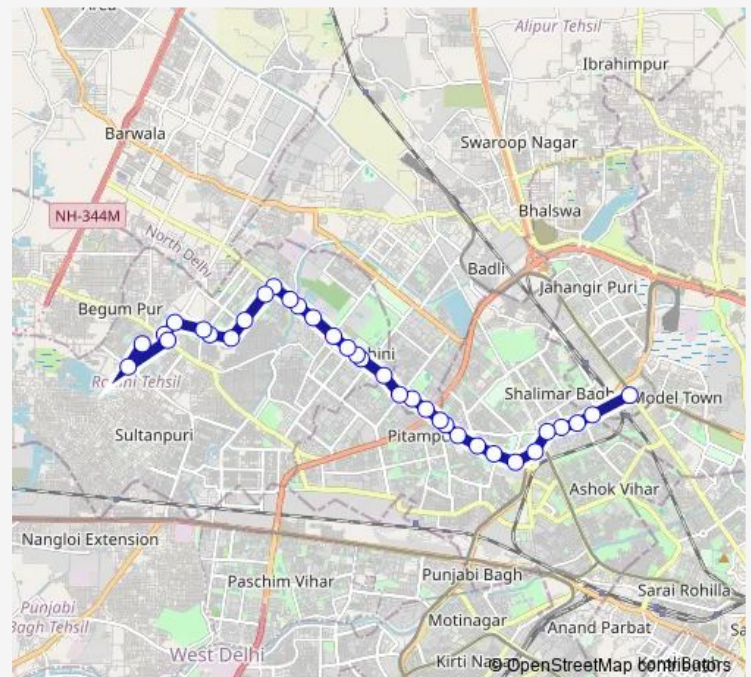 Area
Alipur Tehsil
Ibrahimpur
Barwala
Swaroop Nagar
NH-344M
Bhalswa
North Delhi
Badli
Jahangir Puri
Begum Pur
Tehsil
Shalimar Bagh
Model Town
Sultanpuri
Ashok Vihar
Nangloi Extension
Paschim Vihar
Punjabi Bagh
Sarai Rohilla
Punjabi
Bagh Tehsil
Motinagar
Anand Parbat
West Delhi
© OpenStreetMap contributors